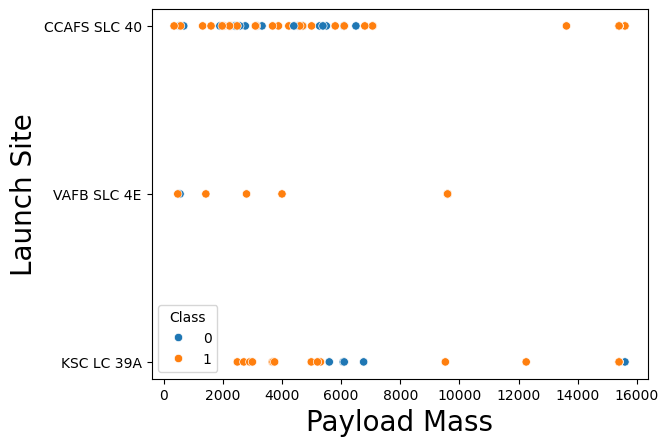 CCAFS SLC 40
VAFB SLC 4E
KSC LC 39A
Launch Site
Class
0
1
0 2000 4000 6000 8000 10000 12000 14000 16000
Payload Mass